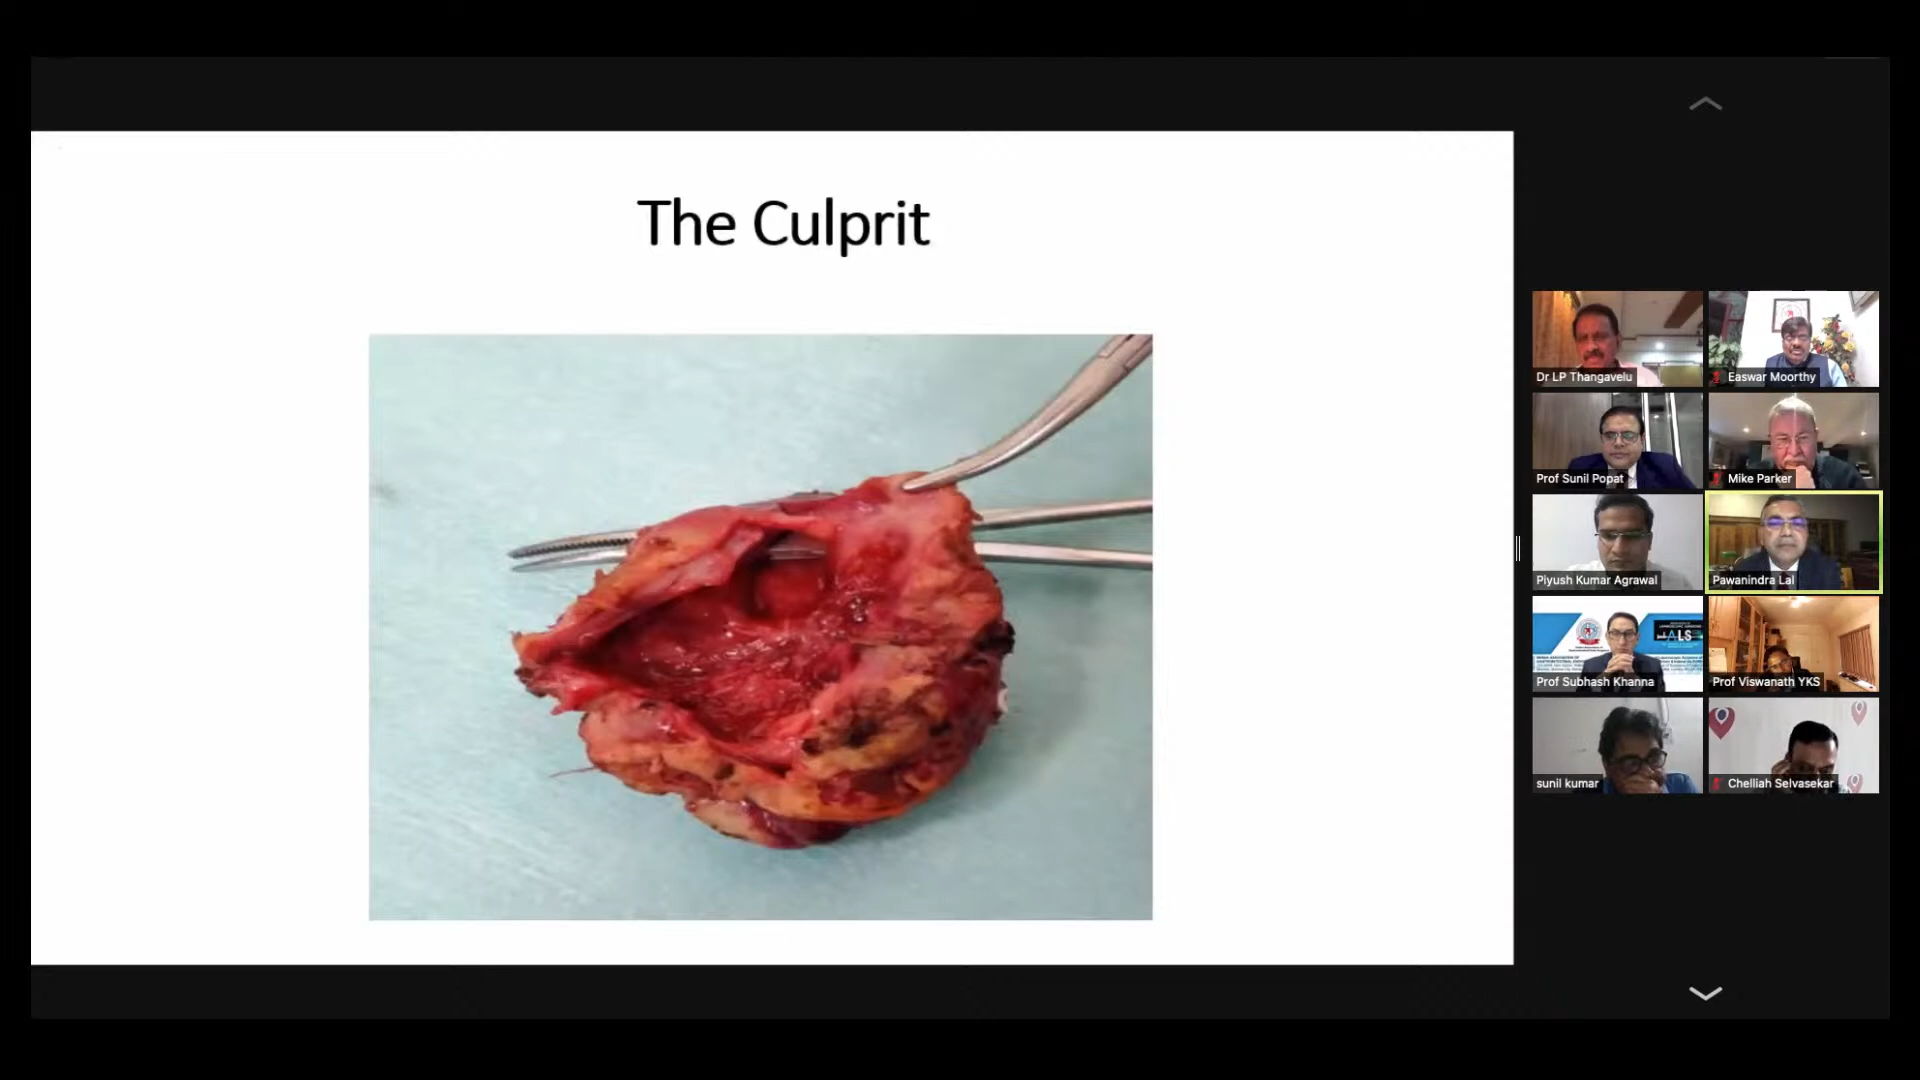 The Culprit
Dr LP Thangavelu
Easwar Moorthy
Prof Sunil Popat
Mike Parker
Piyush Kumar Agrawal
Pawanindra Lal
ALS
Prof Subhash Khanna
Prof Viswanath YKS
sunil kumar
Chelliah Selvasekar